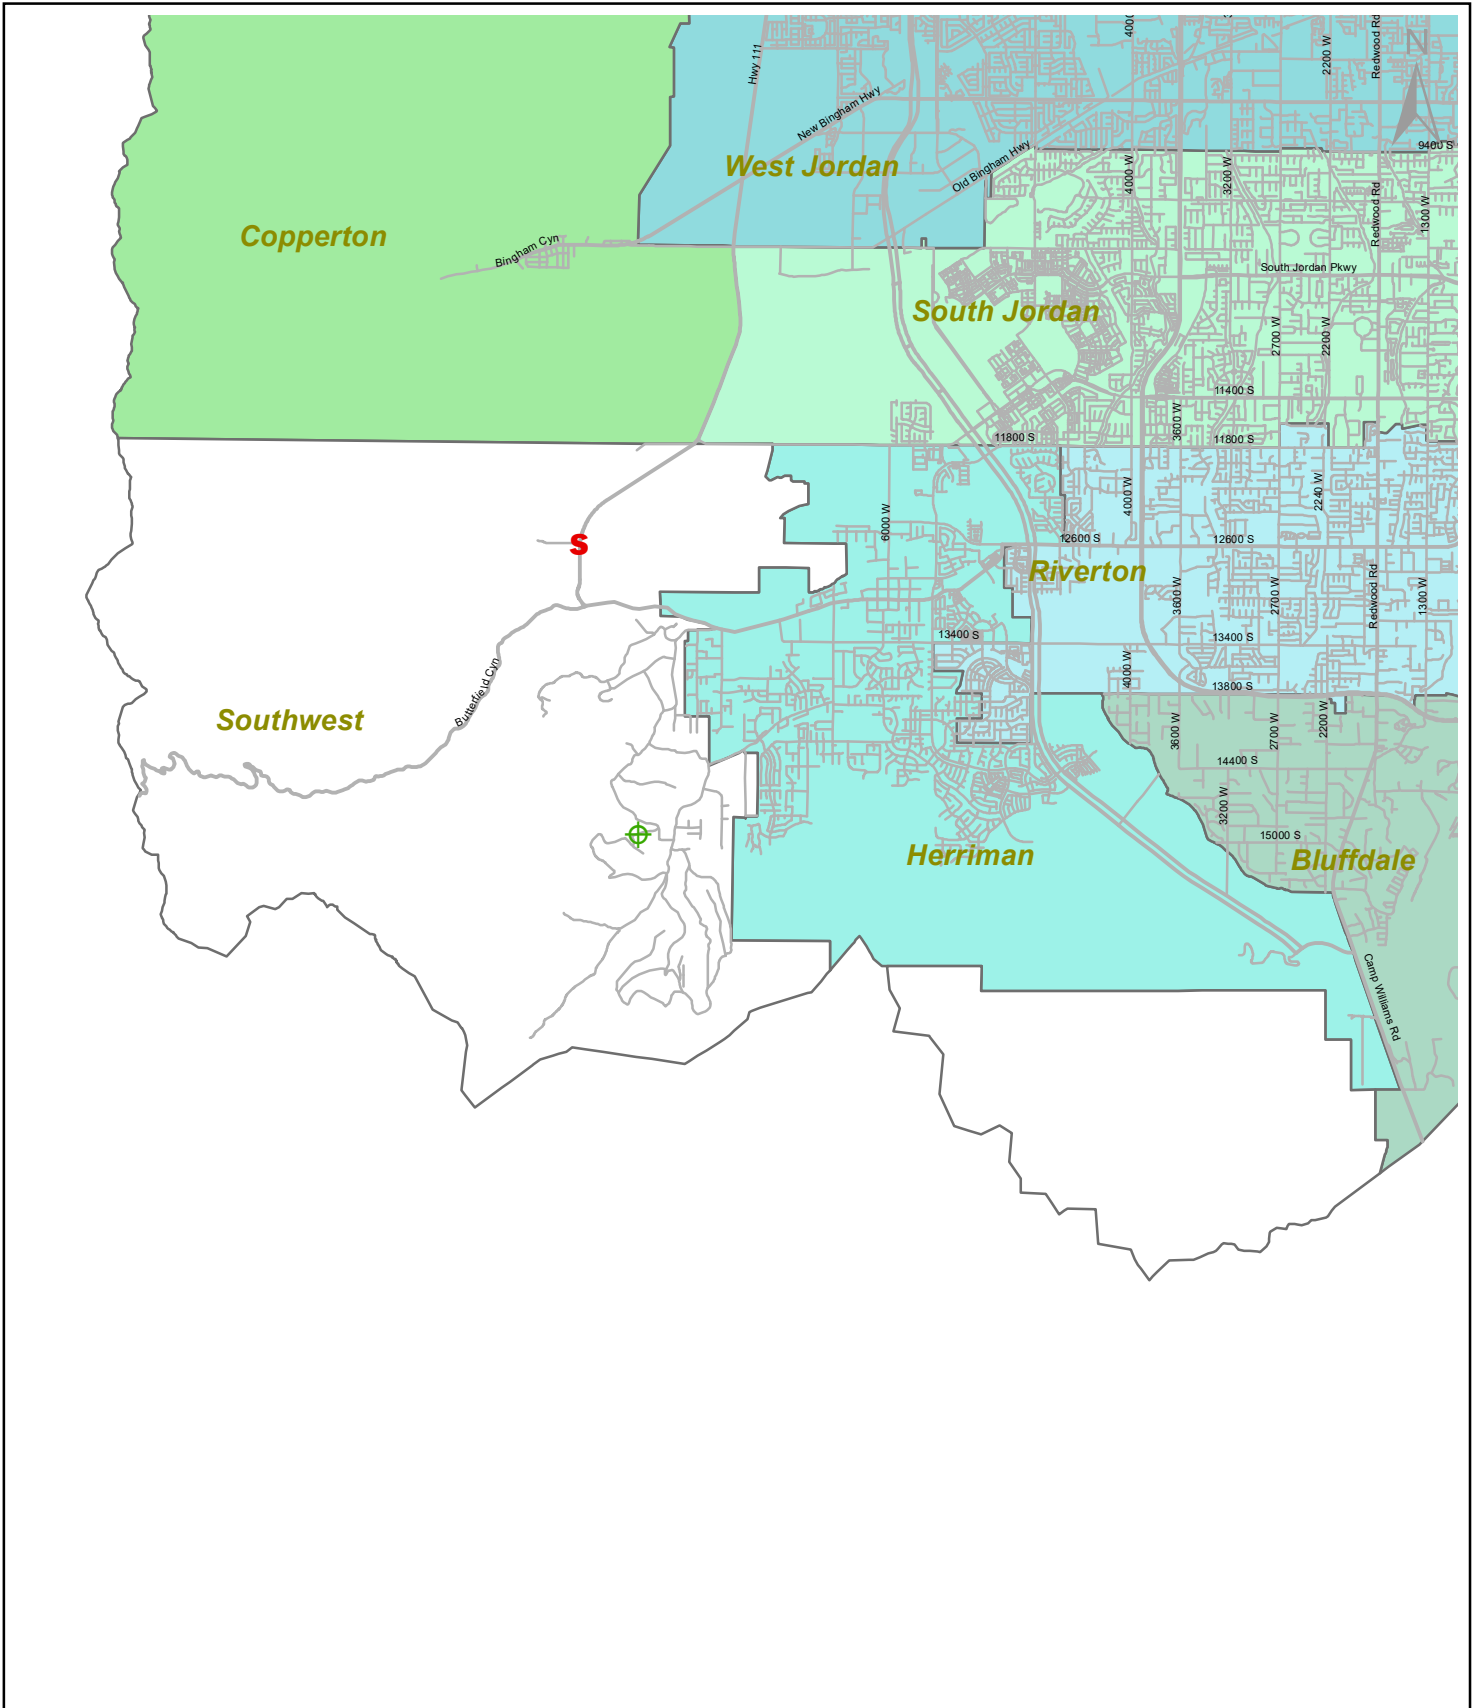 4000
2200 W
Redwood Rd
N
Hwy 111
New Bingham Hwy
Old Bingham Hwy
9400 S
West Jordan
4000 W
3200 W
Redwood Rd
1300 W
Copperton
Bingham Cyn
South Jordan Pkwy
South Jordan
2700 W
2200 W
11400 S
3600 W
11800 S
11800 S
6000 W
4000 W
2240 W
S
12600 S
12600 S
Riverton
3600 W
2700 W
Redwood Rd
1300 W
13400 S
13400 S
4000 W
13800 S
Butterfield Cyn
Southwest
3600 W
2700 W
2200 W
14400 S
3200 W
15000 S
Herriman
Bluffdale
Camp Williams Rd